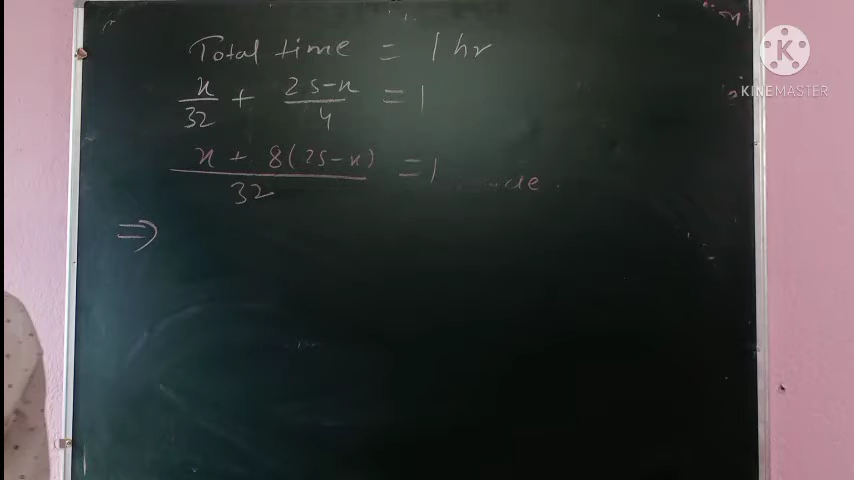 Total time = 1 hr
x/32 + (25-x)/4 = 1
(x + 8(25-x))/32 = 1
⇒
KINEMASTER